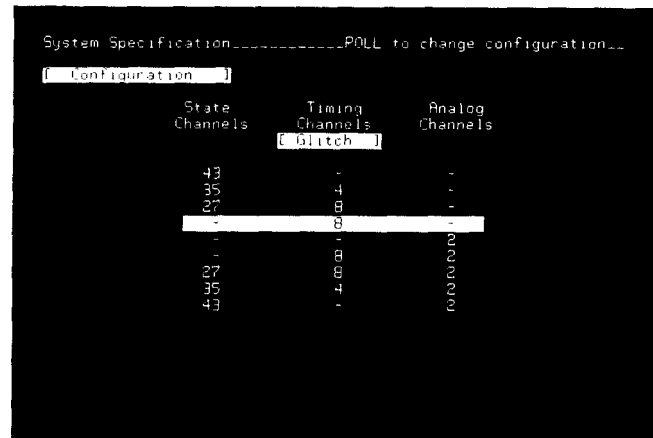 System Specification_____________POLL to change configuration__
[ Configuration ]
State Timing Analog
Channels Channels Channels
[ Glitch ]
43 - -
35 4 -
27 8 -
- 8 -
- - 2
- 8 2
27 8 2
35 4 2
43 - 2